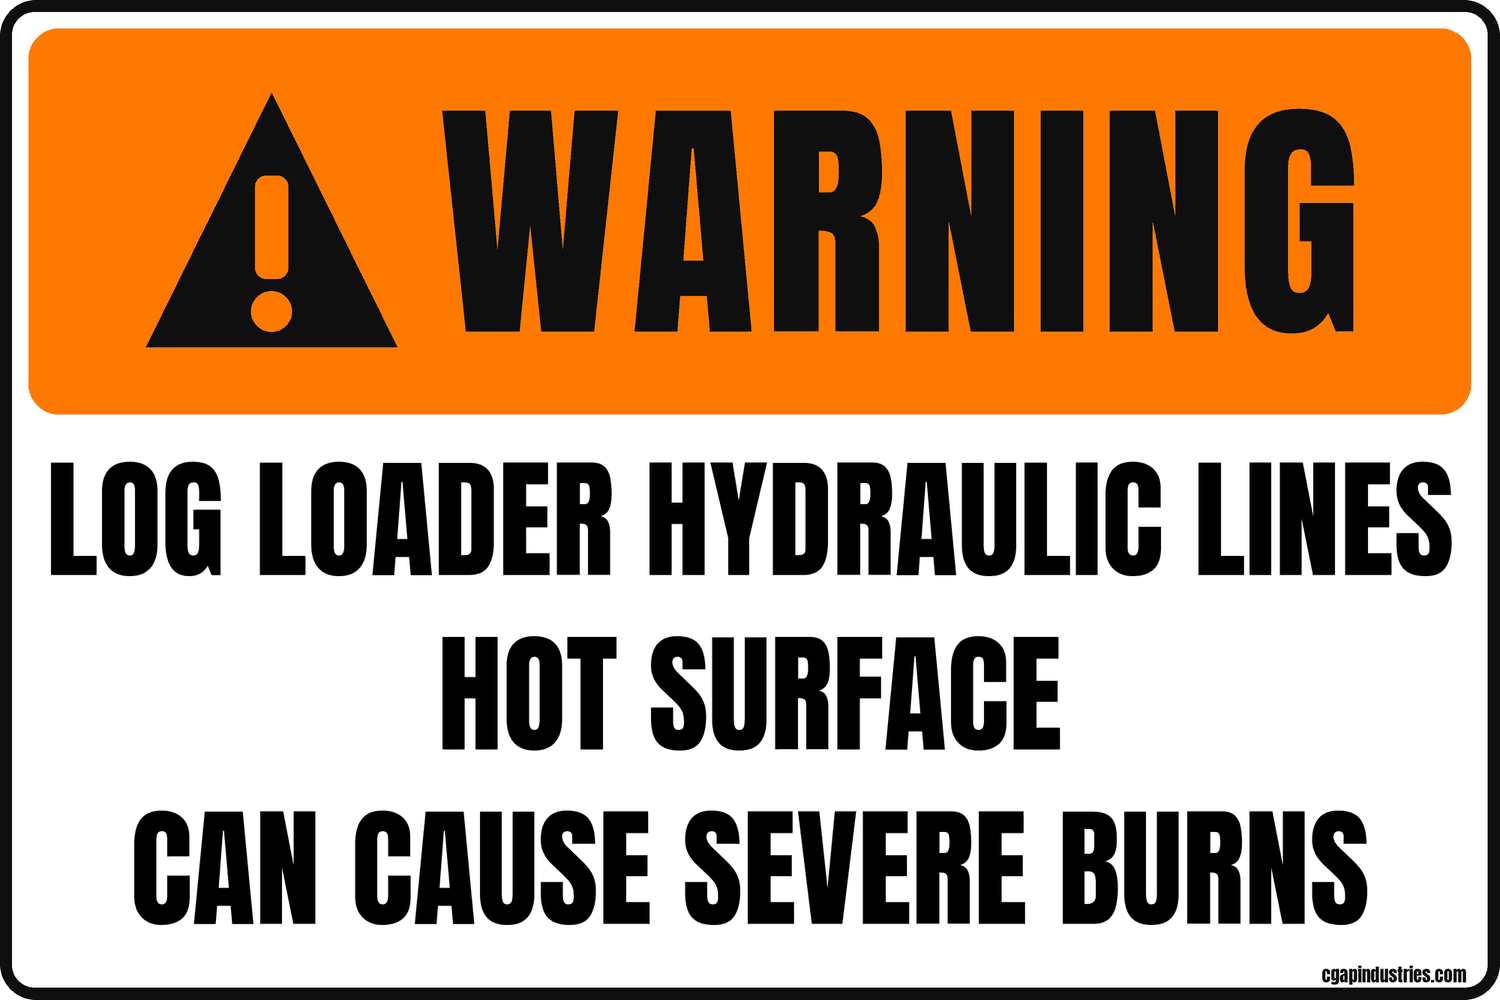 WARNING
LOG LOADER HYDRAULIC LINES
HOT SURFACE
CAN CAUSE SEVERE BURNS
cgapindustries.com